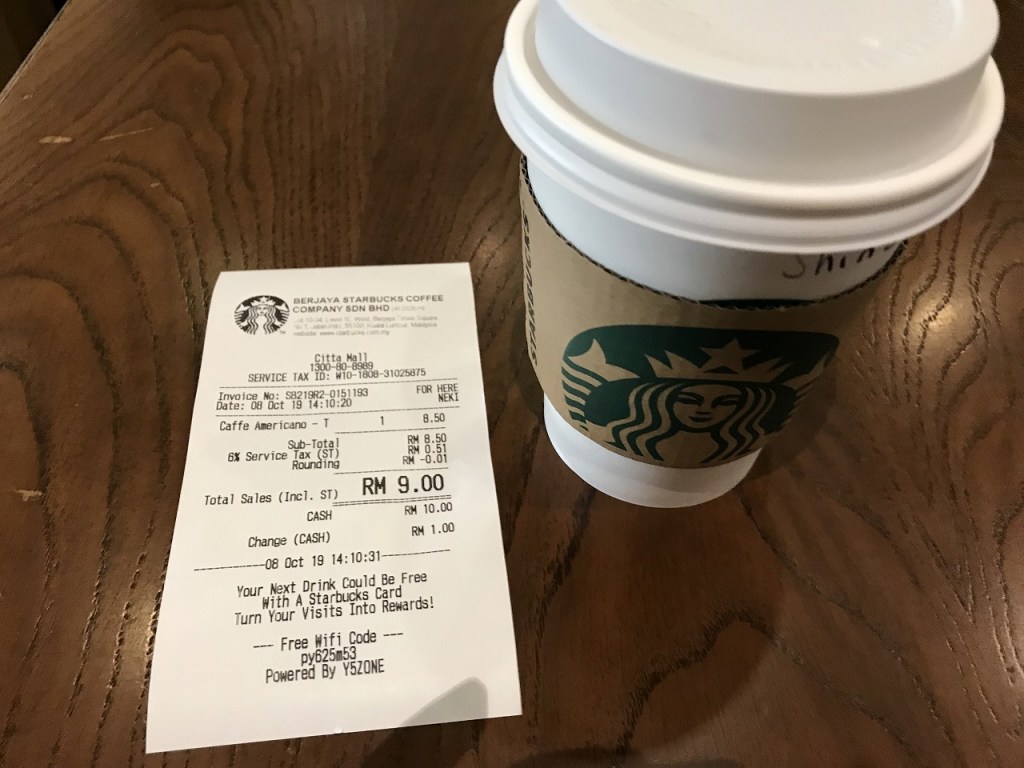 BERJAYA STARBUCKS COFFEE
COMPANY SDN BHD
Citta Mall
1300-80-8989
SERVICE TAX ID: W10-1808-31025875
Invoice No: SB219R2-0151193 FOR HERE
Date: 08 Oct 19 14:10:20 NEKI
Caffe Americano - T 1 8.50
Sub-Total RM 8.50
6% Service Tax (ST) RM 0.51
Rounding RM -0.01
Total Sales (Incl. ST) RM 9.00
CASH RM 10.00
Change (CASH) RM 1.00
08 Oct 19 14:10:31
Your Next Drink Could Be Free
With A Starbucks Card
Turn Your Visits Into Rewards!
--- Free Wifi Code ---
py625m53
Powered By Y5ZONE
STARBUCKS